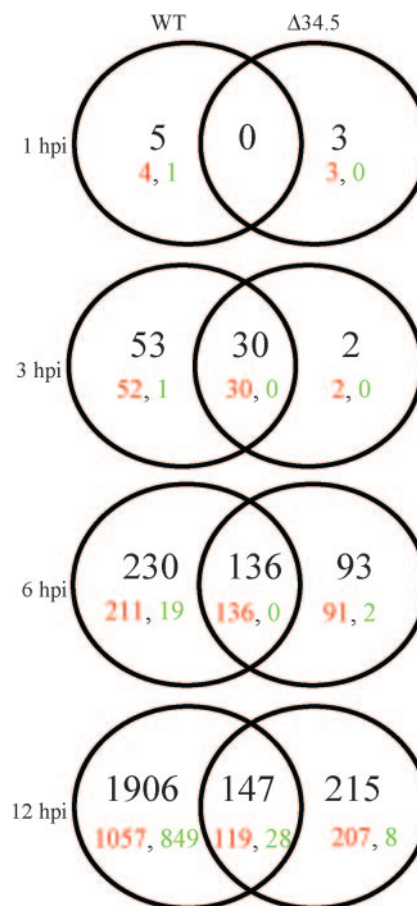 WT Δ34.5
1 hpi 5 0 3
4, 1 3, 0
3 hpi 53 30 2
52, 1 30, 0 2, 0
6 hpi 230 136 93
211, 19 136, 0 91, 2
12 hpi 1906 147 215
1057, 849 119, 28 207, 8